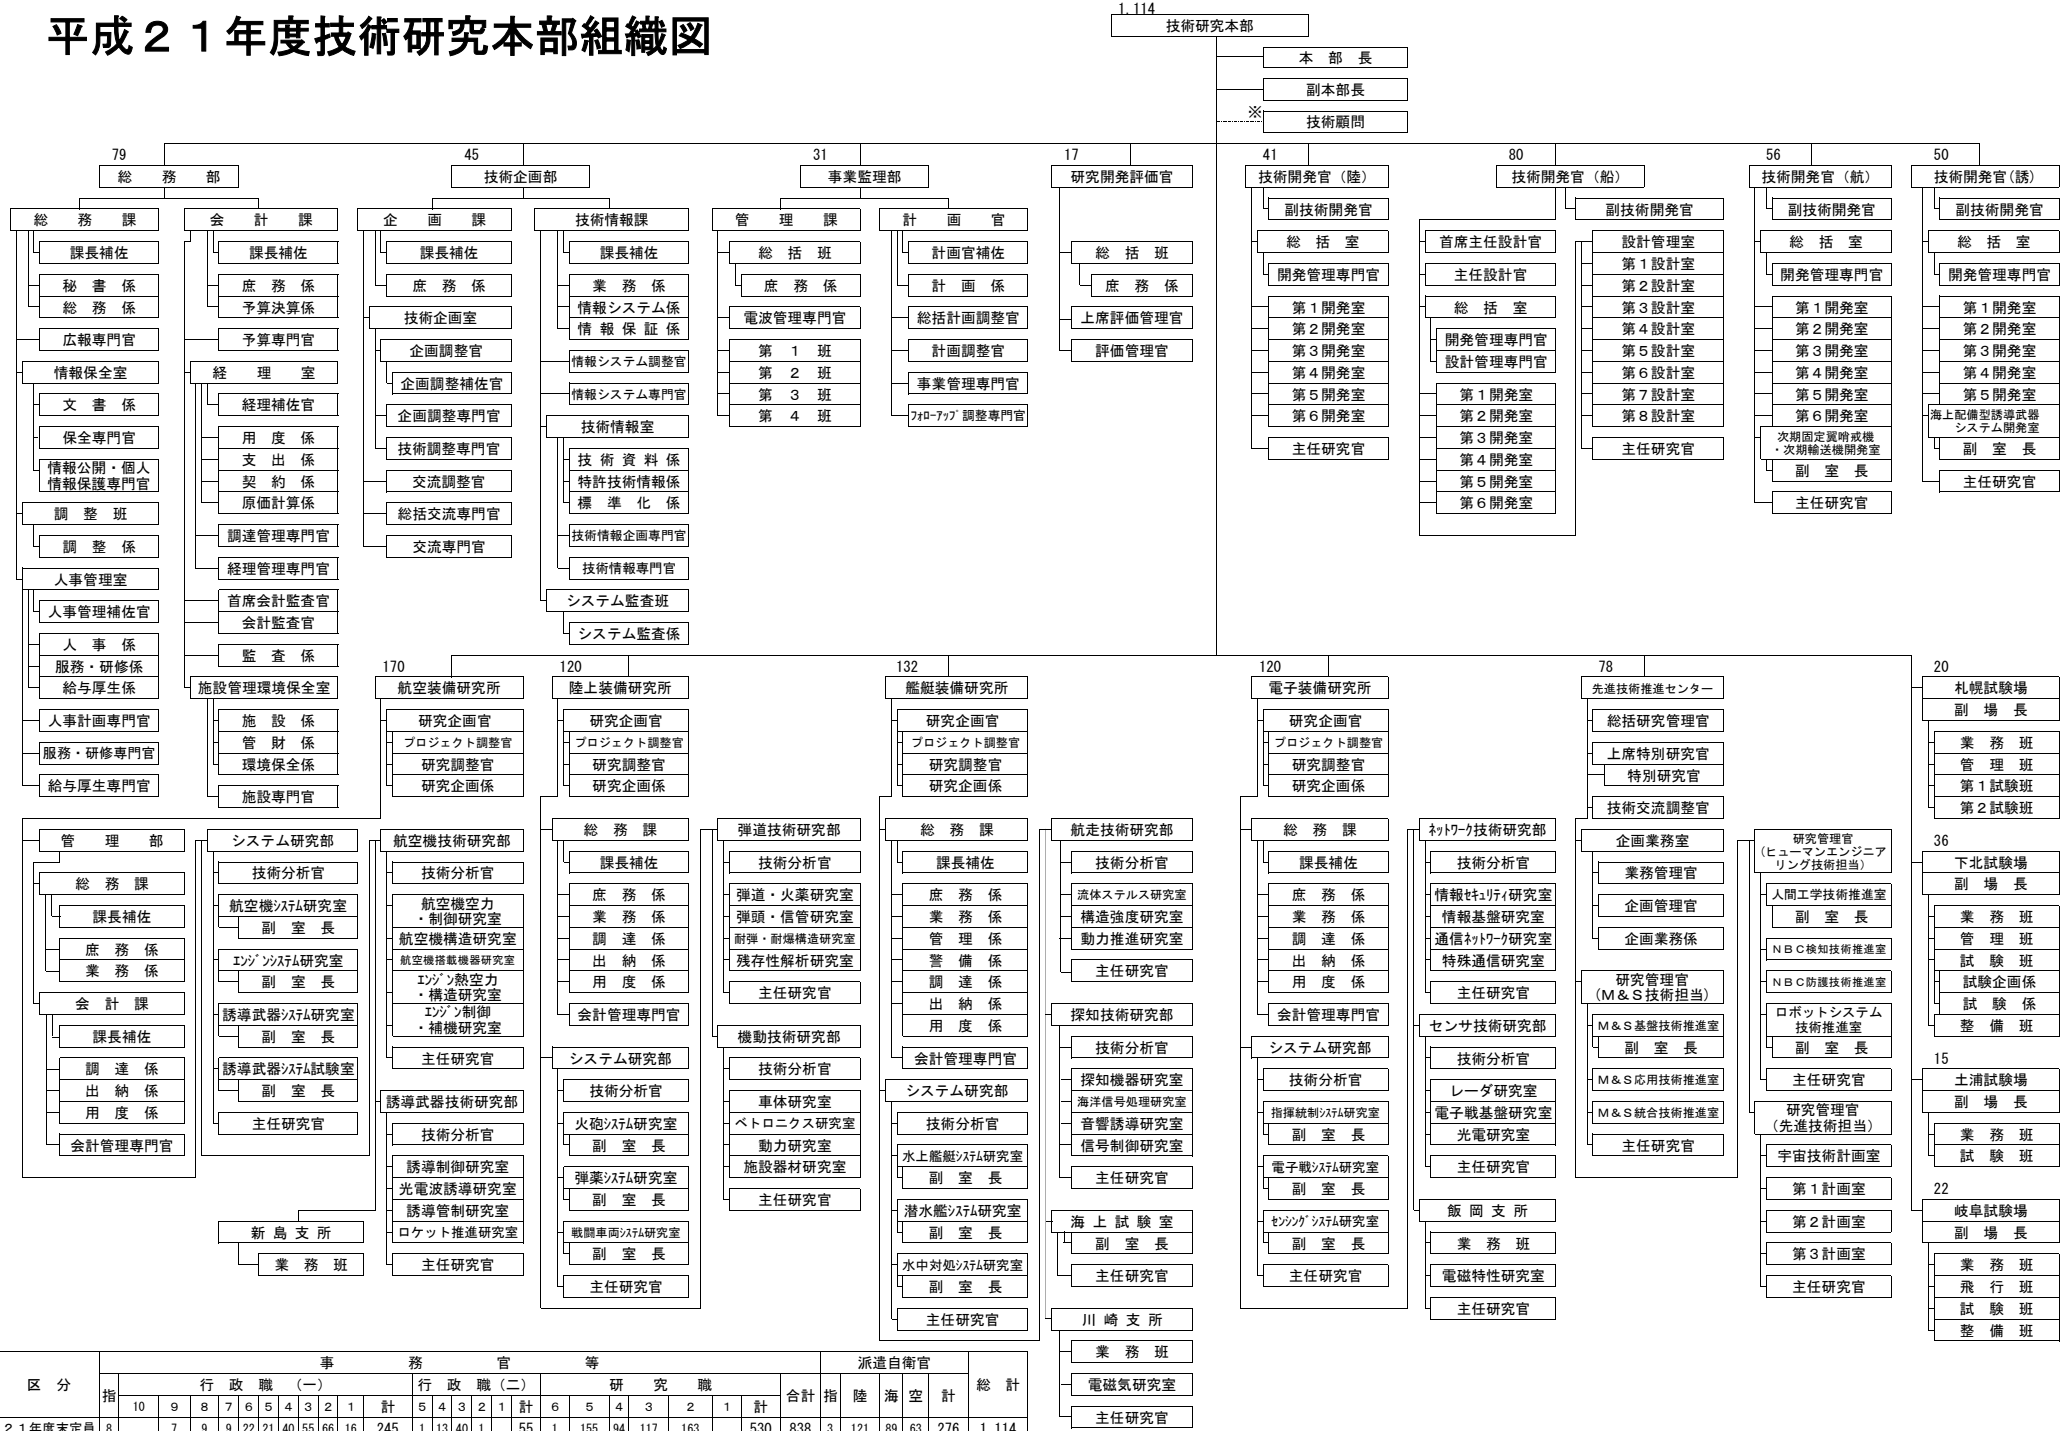 平成２１年度技術研究本部組織図
1,114
技術研究本部
本　部　長
副本部長
※
技術顧問
79
総　務　部
総　務　課
課長補佐
秘　書　係
総　務　係
広報専門官
情報保全室
文　書　係
保全専門官
情報公開・個人
情報保護専門官
調　整　班
調　整　係
人事管理室
人事管理補佐官
人　事　係
服務・研修係
給与厚生係
人事計画専門官
服務・研修専門官
給与厚生専門官
会　計　課
課長補佐
庶　務　係
予算決算係
予算専門官
経　理　室
経理補佐官
用　度　係
支　出　係
契　約　係
原価計算係
調達管理専門官
経理管理専門官
首席会計監査官
会計監査官
監　査　係
施設管理環境保全室
施　設　係
管　財　係
環境保全係
施設専門官
45
技術企画部
企　画　課
課長補佐
庶　務　係
技術企画室
企画調整官
企画調整補佐官
企画調整専門官
技術調整専門官
交流調整官
総括交流専門官
交流専門官
技術情報課
課長補佐
業　務　係
情報システム係
情 報 保 証 係
情報システム調整官
情報システム専門官
技術情報室
技 術 資 料 係
特許技術情報係
標　準　化　係
技術情報企画専門官
技術情報専門官
システム監査班
システム監査係
31
事業監理部
管　理　課
総　括　班
庶　務　係
電波管理専門官
第　１　班
第　２　班
第　３　班
第　４　班
計　画　官
計画官補佐
計　画　係
総括計画調整官
計画調整官
事業管理専門官
ﾌｫﾛｰｱｯﾌﾟ調整専門官
17
研究開発評価官
総　括　班
庶　務　係
上席評価管理官
評価管理官
41
技術開発官（陸）
副技術開発官
総　括　室
開発管理専門官
第１開発室
第２開発室
第３開発室
第４開発室
第５開発室
第６開発室
主任研究官
80
技術開発官（船）
副技術開発官
首席主任設計官
主任設計官
総　括　室
開発管理専門官
設計管理専門官
第１開発室
第２開発室
第３開発室
第４開発室
第５開発室
第６開発室
設計管理室
第１設計室
第２設計室
第３設計室
第４設計室
第５設計室
第６設計室
第７設計室
第８設計室
主任研究官
56
技術開発官（航）
副技術開発官
総　括　室
開発管理専門官
第１開発室
第２開発室
第３開発室
第４開発室
第５開発室
第６開発室
次期固定翼哨戒機
・次期輸送機開発室
副　室　長
主任研究官
50
技術開発官(誘)
副技術開発官
総　括　室
開発管理専門官
第１開発室
第２開発室
第３開発室
第４開発室
第５開発室
海上配備型誘導武器
システム開発室
副　室　長
主任研究官
170
航空装備研究所
研究企画官
プロジェクト調整官
研究調整官
研究企画係
管　理　部
総　務　課
課長補佐
庶　務　係
業　務　係
会　計　課
課長補佐
調　達　係
出　納　係
用　度　係
会計管理専門官
システム研究部
技術分析官
航空機ｼｽﾃﾑ研究室
副　室　長
ｴﾝｼﾞﾝｼｽﾃﾑ研究室
副　室　長
誘導武器ｼｽﾃﾑ研究室
副　室　長
誘導武器ｼｽﾃﾑ試験室
副　室　長
主任研究官
航空機技術研究部
技術分析官
航空機空力
・制御研究室
航空機構造研究室
航空機搭載機器研究室
ｴﾝｼﾞﾝ熱空力
・構造研究室
ｴﾝｼﾞﾝ制御
・補機研究室
主任研究官
誘導武器技術研究部
技術分析官
誘導制御研究室
光電波誘導研究室
誘導管制研究室
ロケット推進研究室
主任研究官
新 島 支 所
業　務　班
120
陸上装備研究所
研究企画官
プロジェクト調整官
研究調整官
研究企画係
総　務　課
課長補佐
庶　務　係
業　務　係
調　達　係
出　納　係
用　度　係
会計管理専門官
システム研究部
技術分析官
火砲ｼｽﾃﾑ研究室
副　室　長
弾薬ｼｽﾃﾑ研究室
副　室　長
戦闘車両ｼｽﾃﾑ研究室
副　室　長
主任研究官
弾道技術研究部
技術分析官
弾道・火薬研究室
弾頭・信管研究室
耐弾・耐爆構造研究室
残存性解析研究室
主任研究官
機動技術研究部
技術分析官
車体研究室
ベトロニクス研究室
動力研究室
施設器材研究室
主任研究官
132
艦艇装備研究所
研究企画官
プロジェクト調整官
研究調整官
研究企画係
総　務　課
課長補佐
庶　務　係
業　務　係
管　理　係
警　備　係
調　達　係
出　納　係
用　度　係
会計管理専門官
システム研究部
技術分析官
水上艦艇ｼｽﾃﾑ研究室
副　室　長
潜水艦ｼｽﾃﾑ研究室
副　室　長
水中対処ｼｽﾃﾑ研究室
副　室　長
主任研究官
航走技術研究部
技術分析官
流体ステルス研究室
構造強度研究室
動力推進研究室
主任研究官
探知技術研究部
技術分析官
探知機器研究室
海洋信号処理研究室
音響誘導研究室
信号制御研究室
主任研究官
海 上 試 験 室
副　室　長
主任研究官
川 崎 支 所
業　務　班
電磁気研究室
主任研究官
120
電子装備研究所
研究企画官
プロジェクト調整官
研究調整官
研究企画係
総　務　課
課長補佐
庶　務　係
業　務　係
調　達　係
出　納　係
用　度　係
会計管理専門官
システム研究部
技術分析官
指揮統制ｼｽﾃﾑ研究室
副　室　長
電子戦ｼｽﾃﾑ研究室
副　室　長
ｾﾝｼﾝｸﾞｼｽﾃﾑ研究室
副　室　長
主任研究官
ﾈｯﾄﾜｰｸ技術研究部
技術分析官
情報ｾｷｭﾘﾃｨ研究室
情報基盤研究室
通信ﾈｯﾄﾜｰｸ研究室
特殊通信研究室
主任研究官
センサ技術研究部
技術分析官
レーダ研究室
電子戦基盤研究室
光電研究室
主任研究官
飯 岡 支 所
業　務　班
電磁特性研究室
主任研究官
78
先進技術推進センター
総括研究管理官
上席特別研究官
特別研究官
技術交流調整官
企画業務室
業務管理官
企画管理官
企画業務係
研究管理官
（Ｍ＆Ｓ技術担当）
Ｍ＆Ｓ基盤技術推進室
副　室　長
Ｍ＆Ｓ応用技術推進室
Ｍ＆Ｓ統合技術推進室
主任研究官
研究管理官
（ヒューマンエンジニア
リング技術担当）
人間工学技術推進室
副　室　長
ＮＢＣ検知技術推進室
ＮＢＣ防護技術推進室
ロボットシステム
技術推進室
副　室　長
主任研究官
研究管理官
（先進技術担当）
宇宙技術計画室
第１計画室
第２計画室
第３計画室
主任研究官
20
札幌試験場
副　場　長
業　務　班
管　理　班
第１試験班
第２試験班
36
下北試験場
副　場　長
業　務　班
管　理　班
試　験　班
試験企画係
試　験　係
整　備　班
15
土浦試験場
副　場　長
業　務　班
試　験　班
22
岐阜試験場
副　場　長
業　務　班
飛　行　班
試　験　班
整　備　班
区　分　事　務　官　等　派遣自衛官　総　計
指　行　政　職　（一）　行　政　職（二）　研　究　職　合計　指　陸　海　空　計
10 9 8 7 6 5 4 3 2 1 計 5 4 3 2 1 計 6 5 4 3 2 1 計
２１年度末定員 8 7 9 9 22 21 40 55 66 16 245 1 13 40 1 55 1 155 94 117 163 530 838 3 121 89 63 276 1,114